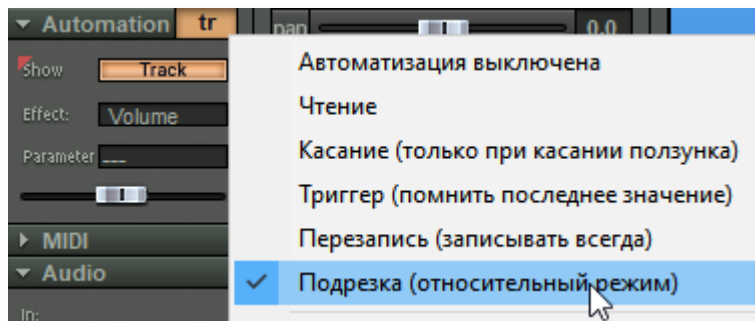 Automation tr
pan 0.0
Show Track
Effect: Volume
Parameter ---
MIDI
Audio
In:
Автоматизация выключена
Чтение
Касание (только при касании ползунка)
Триггер (помнить последнее значение)
Перезапись (записывать всегда)
Подрезка (относительный режим)